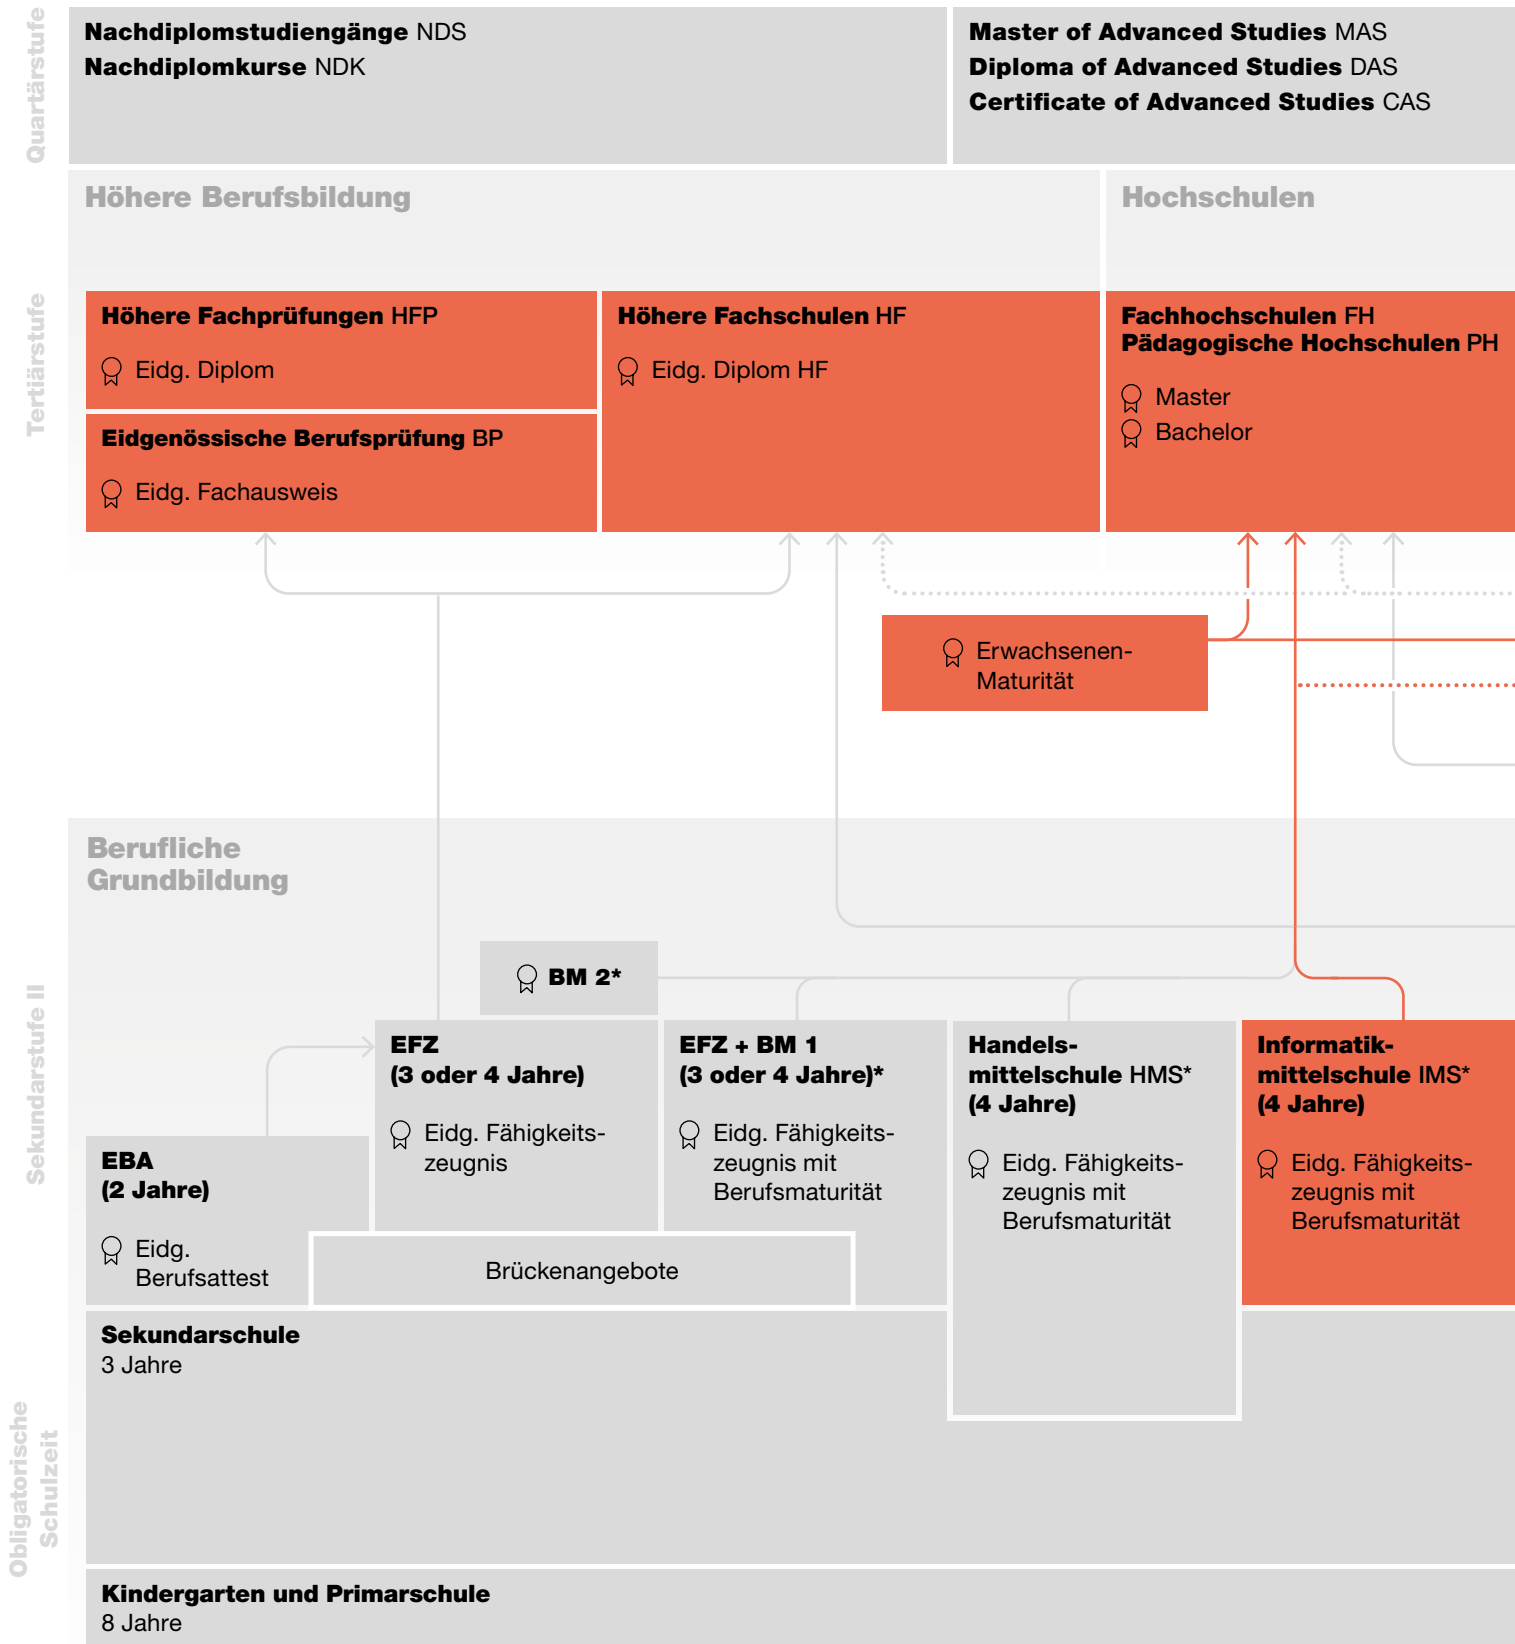 Quartärstufe
Nachdiplomstudiengänge NDS
Nachdiplomkurse NDK
Master of Advanced Studies MAS
Diploma of Advanced Studies DAS
Certificate of Advanced Studies CAS
Tertiärstufe
Höhere Berufsbildung
Hochschulen
Höhere Fachprüfungen HFP
Eidg. Diplom
Eidgenössische Berufsprüfung BP
Eidg. Fachausweis
Höhere Fachschulen HF
Eidg. Diplom HF
Fachhochschulen FH
Pädagogische Hochschulen PH
Master
Bachelor
Erwachsenen-
Maturität
Sekundarstufe II
Berufliche
Grundbildung
BM 2*
EBA
(2 Jahre)
Eidg.
Berufsattest
EFZ
(3 oder 4 Jahre)
Eidg. Fähigkeits-
zeugnis
EFZ + BM 1
(3 oder 4 Jahre)*
Eidg. Fähigkeits-
zeugnis mit
Berufsmaturität
Handels-
mittelschule HMS*
(4 Jahre)
Eidg. Fähigkeits-
zeugnis mit
Berufsmaturität
Informatik-
mittelschule IMS*
(4 Jahre)
Eidg. Fähigkeits-
zeugnis mit
Berufsmaturität
Brückenangebote
Obligatorische
Schulzeit
Sekundarschule
3 Jahre
Kindergarten und Primarschule
8 Jahre